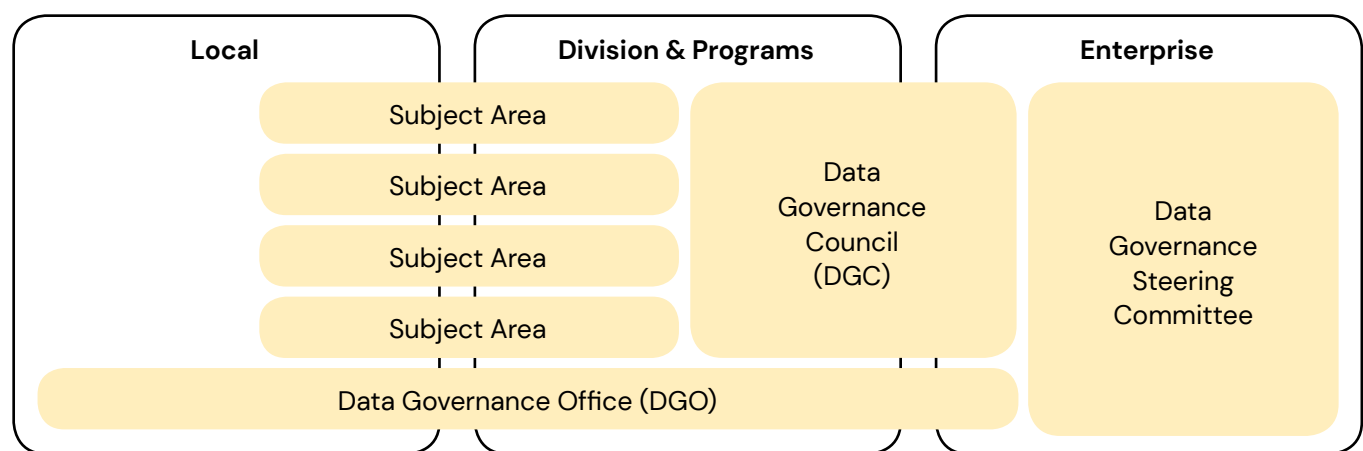 Local
Division & Programs
Enterprise
Subject Area
Subject Area
Subject Area
Subject Area
Data
Governance
Council
(DGC)
Data
Governance
Steering
Committee
Data Governance Office (DGO)